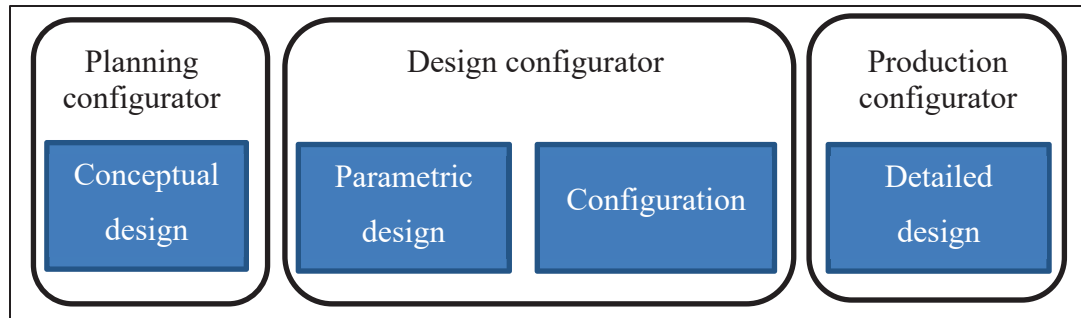 Planning
configurator
Conceptual
design
Design configurator
Parametric
design
Configuration
Production
configurator
Detailed
design